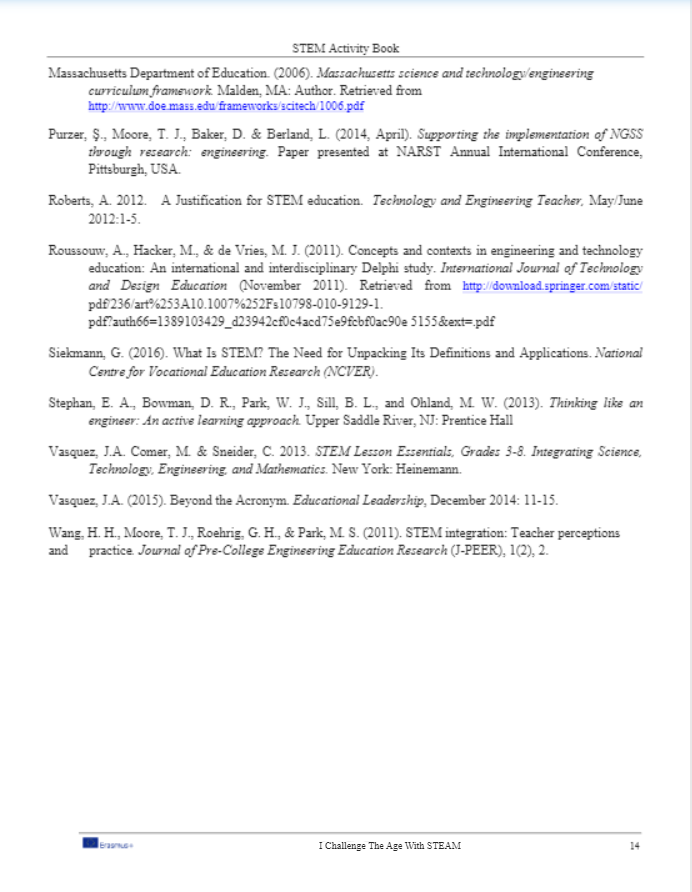 STEM Activity Book
Massachusetts Department of Education. (2006). Massachusetts science and technology/engineering
curriculum framework. Malden, MA: Author. Retrieved from
http://www.doe.mass.edu/frameworks/scitech/1006.pdf
Purzer, Ş., Moore, T. J., Baker, D. & Berland, L. (2014, April). Supporting the implementation of NGSS
through research: engineering. Paper presented at NARST Annual International Conference,
Pittsburgh, USA.
Roberts, A. 2012. A Justification for STEM education. Technology and Engineering Teacher, May/June
2012:1-5.
Roussouw, A., Hacker, M., & de Vries, M. J. (2011). Concepts and contexts in engineering and technology
education: An international and interdisciplinary Delphi study. International Journal of Technology
and Design Education (November 2011). Retrieved from http://download.springer.com/static/
pdf/236/art%253A10.1007%252Fs10798-010-9129-1.
pdf?auth66=1389103429_d23942cf0c4acd75e9fcbf0ac90e 5155&ext=.pdf
Siekmann, G. (2016). What Is STEM? The Need for Unpacking Its Definitions and Applications. National
Centre for Vocational Education Research (NCVER).
Stephan, E. A., Bowman, D. R., Park, W. J., Sill, B. L., and Ohland, M. W. (2013). Thinking like an
engineer: An active learning approach. Upper Saddle River, NJ: Prentice Hall
Vasquez, J.A. Comer, M. & Sneider, C. 2013. STEM Lesson Essentials, Grades 3-8. Integrating Science,
Technology, Engineering, and Mathematics. New York: Heinemann.
Vasquez, J.A. (2015). Beyond the Acronym. Educational Leadership, December 2014: 11-15.
Wang, H. H., Moore, T. J., Roehrig, G. H., & Park, M. S. (2011). STEM integration: Teacher perceptions
and practice. Journal of Pre-College Engineering Education Research (J-PEER), 1(2), 2.
Erasmus+ I Challenge The Age With STEAM 14